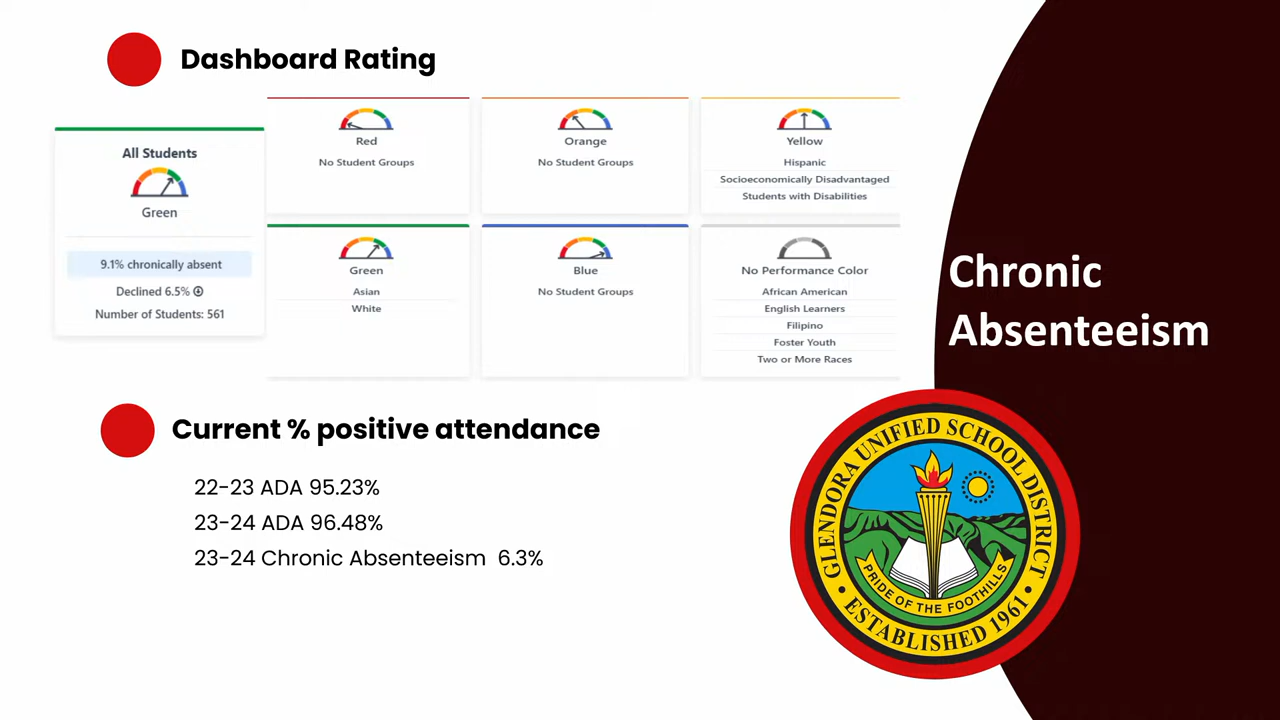 Dashboard Rating
All Students
Green
9.1% chronically absent
Declined 6.5%
Number of Students: 561
Red
No Student Groups
Orange
No Student Groups
Yellow
Hispanic
Socioeconomically Disadvantaged
Students with Disabilities
Green
Asian
White
Blue
No Student Groups
No Performance Color
African American
English Learners
Filipino
Foster Youth
Two or More Races
Chronic
Absenteeism
Current % positive attendance
22-23 ADA 95.23%
23-24 ADA 96.48%
23-24 Chronic Absenteeism 6.3%
GLENDORA UNIFIED SCHOOL DISTRICT
PRIDE OF THE FOOTHILLS
• ESTABLISHED 1961 •